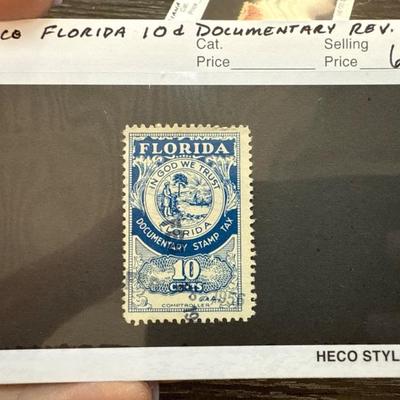 FLORIDA 10¢ DOCUMENTARY REV.
Cat.
Price
Selling
Price 6
FLORIDA
IN GOD WE TRUST
FLORIDA
DOCUMENTARY STAMP TAX
10
CENTS
COMPTROLLER
HECO STYL